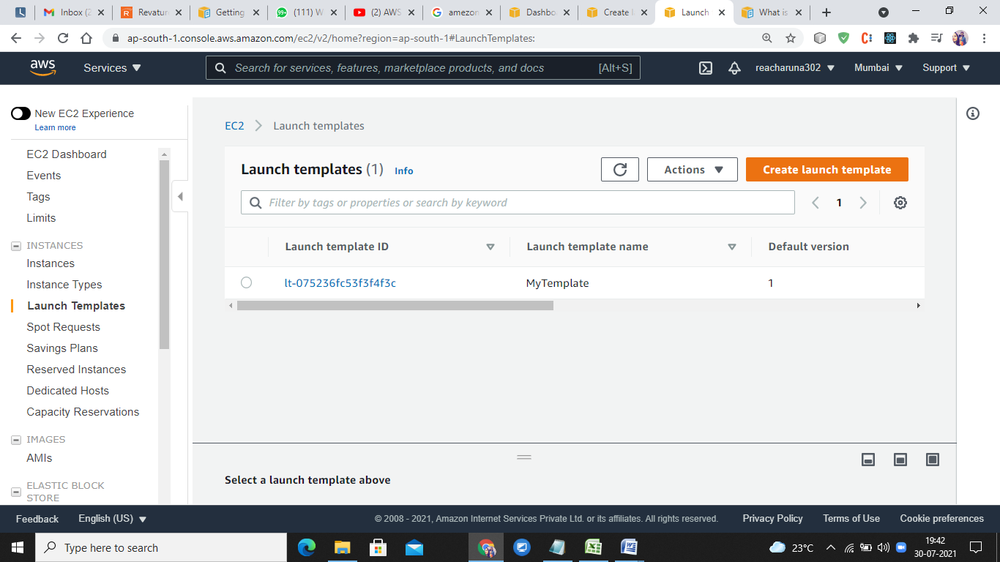 Inbox (2
Revatur
Getting
99+
(111) W
(2) AWS
amezon
Dashbo
Create l
Launch
What is
ap-south-1.console.aws.amazon.com/ec2/v2/home?region=ap-south-1#LaunchTemplates:
aws
Services
Search for services, features, marketplace products, and docs
[Alt+S]
reacharuna302
Mumbai
Support
New EC2 Experience
Learn more
EC2 Dashboard
Events
Tags
Limits
INSTANCES
Instances
Instance Types
Launch Templates
Spot Requests
Savings Plans
Reserved Instances
Dedicated Hosts
Capacity Reservations
IMAGES
AMIs
ELASTIC BLOCK
STORE
EC2 > Launch templates
Launch templates (1) Info
Actions
Create launch template
Filter by tags or properties or search by keyword
1
Launch template ID
Launch template name
Default version
lt-075236fc53f3f4f3c
MyTemplate
1
Select a launch template above
Feedback
English (US)
© 2008 - 2021, Amazon Internet Services Private Ltd. or its affiliates. All rights reserved.
Privacy Policy
Terms of Use
Cookie preferences
Type here to search
23°C
19:42
30-07-2021